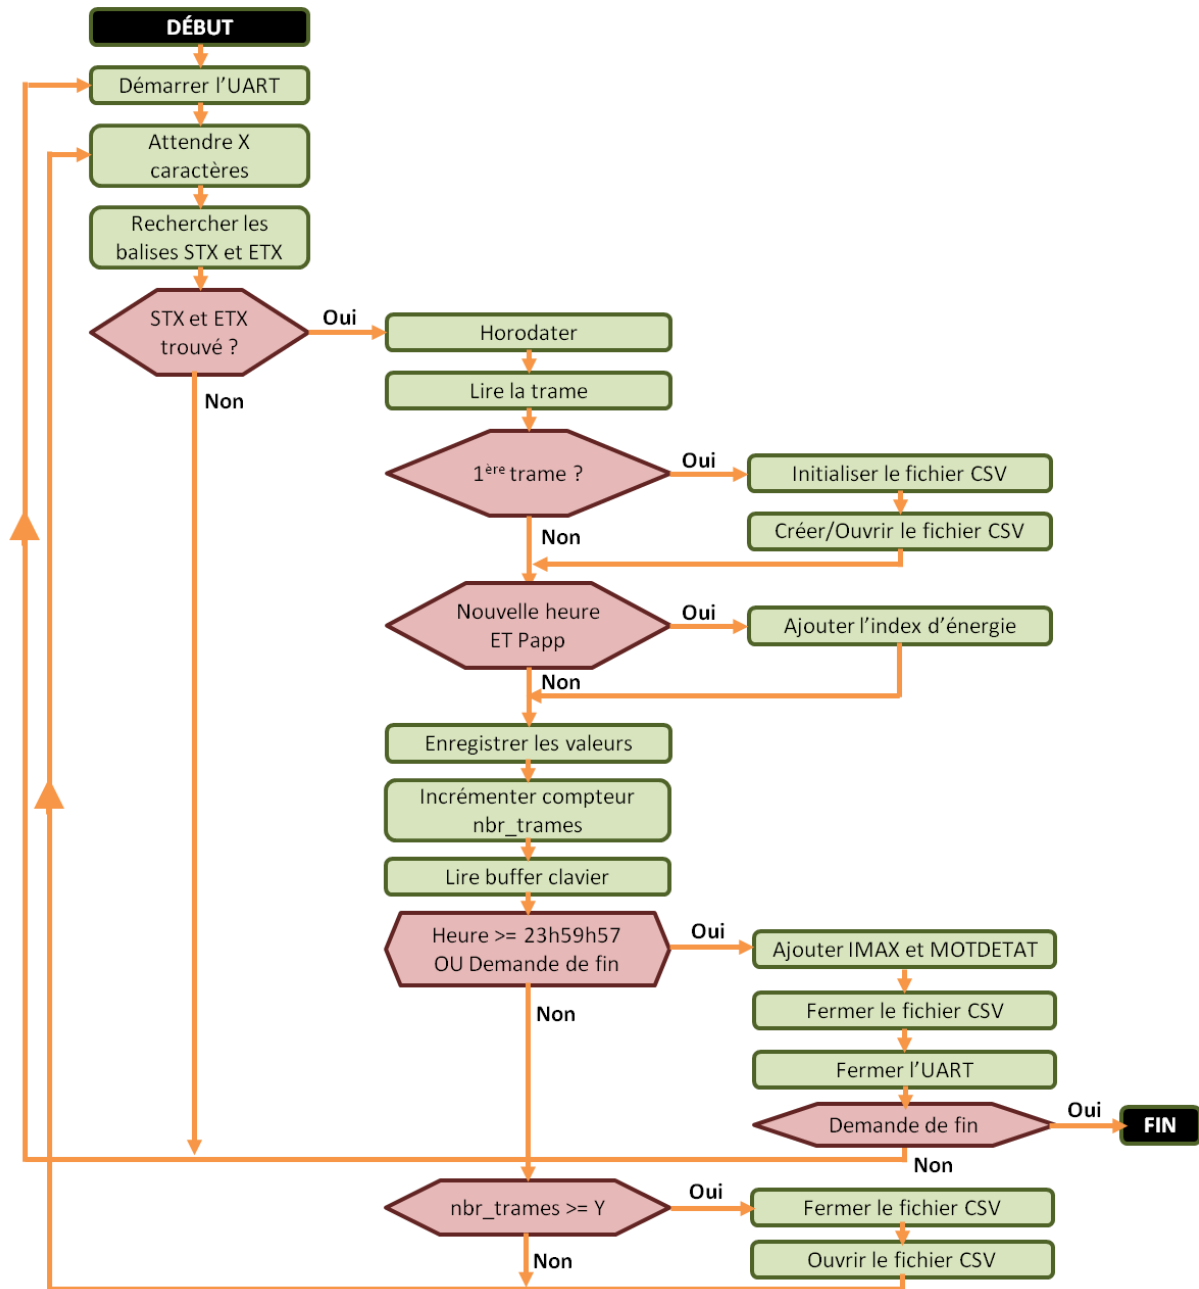 DÉBUT
Démarrer l'UART
Attendre X
caractères
Rechercher les
balises STX et ETX
STX et ETX
trouvé ?
Oui
Non
Horodater
Lire la trame
1ère trame ?
Oui
Non
Initialiser le fichier CSV
Créer/Ouvrir le fichier CSV
Nouvelle heure
ET Papp
Oui
Non
Ajouter l'index d'énergie
Enregistrer les valeurs
Incrémenter compteur
nbr_trames
Lire buffer clavier
Heure >= 23h59h57
OU Demande de fin
Oui
Non
Ajouter IMAX et MOTDETAT
Fermer le fichier CSV
Fermer l'UART
Demande de fin
Oui
FIN
Non
nbr_trames >= Y
Oui
Non
Fermer le fichier CSV
Ouvrir le fichier CSV